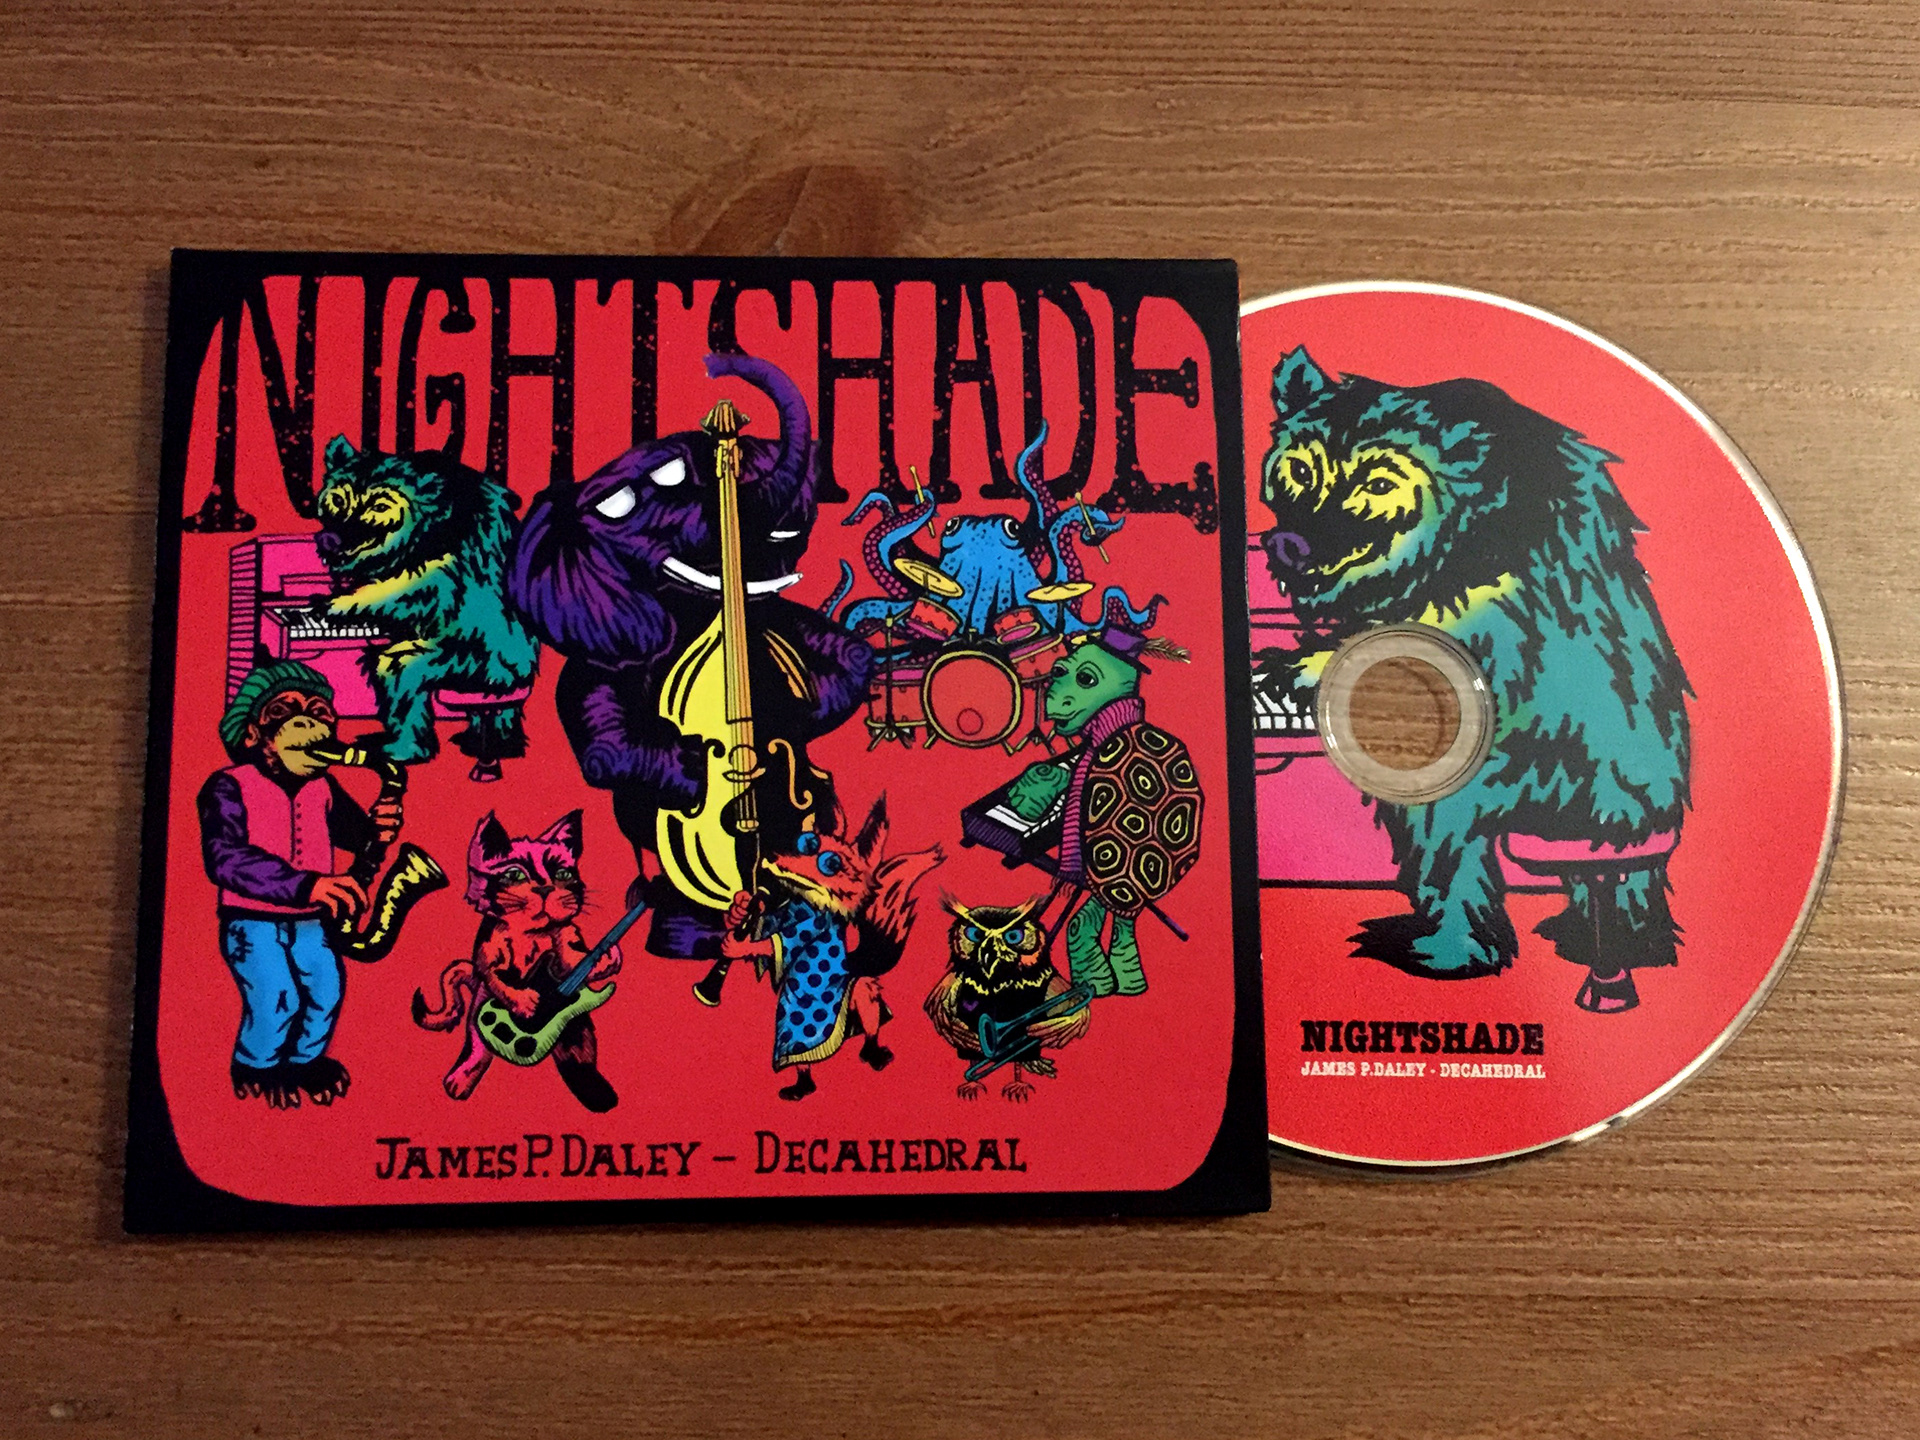 NIGHTSHADE
JAMES P. DALEY – DECAHEDRAL
NIGHTSHADE
JAMES P.DALEY - DECAHEDRAL